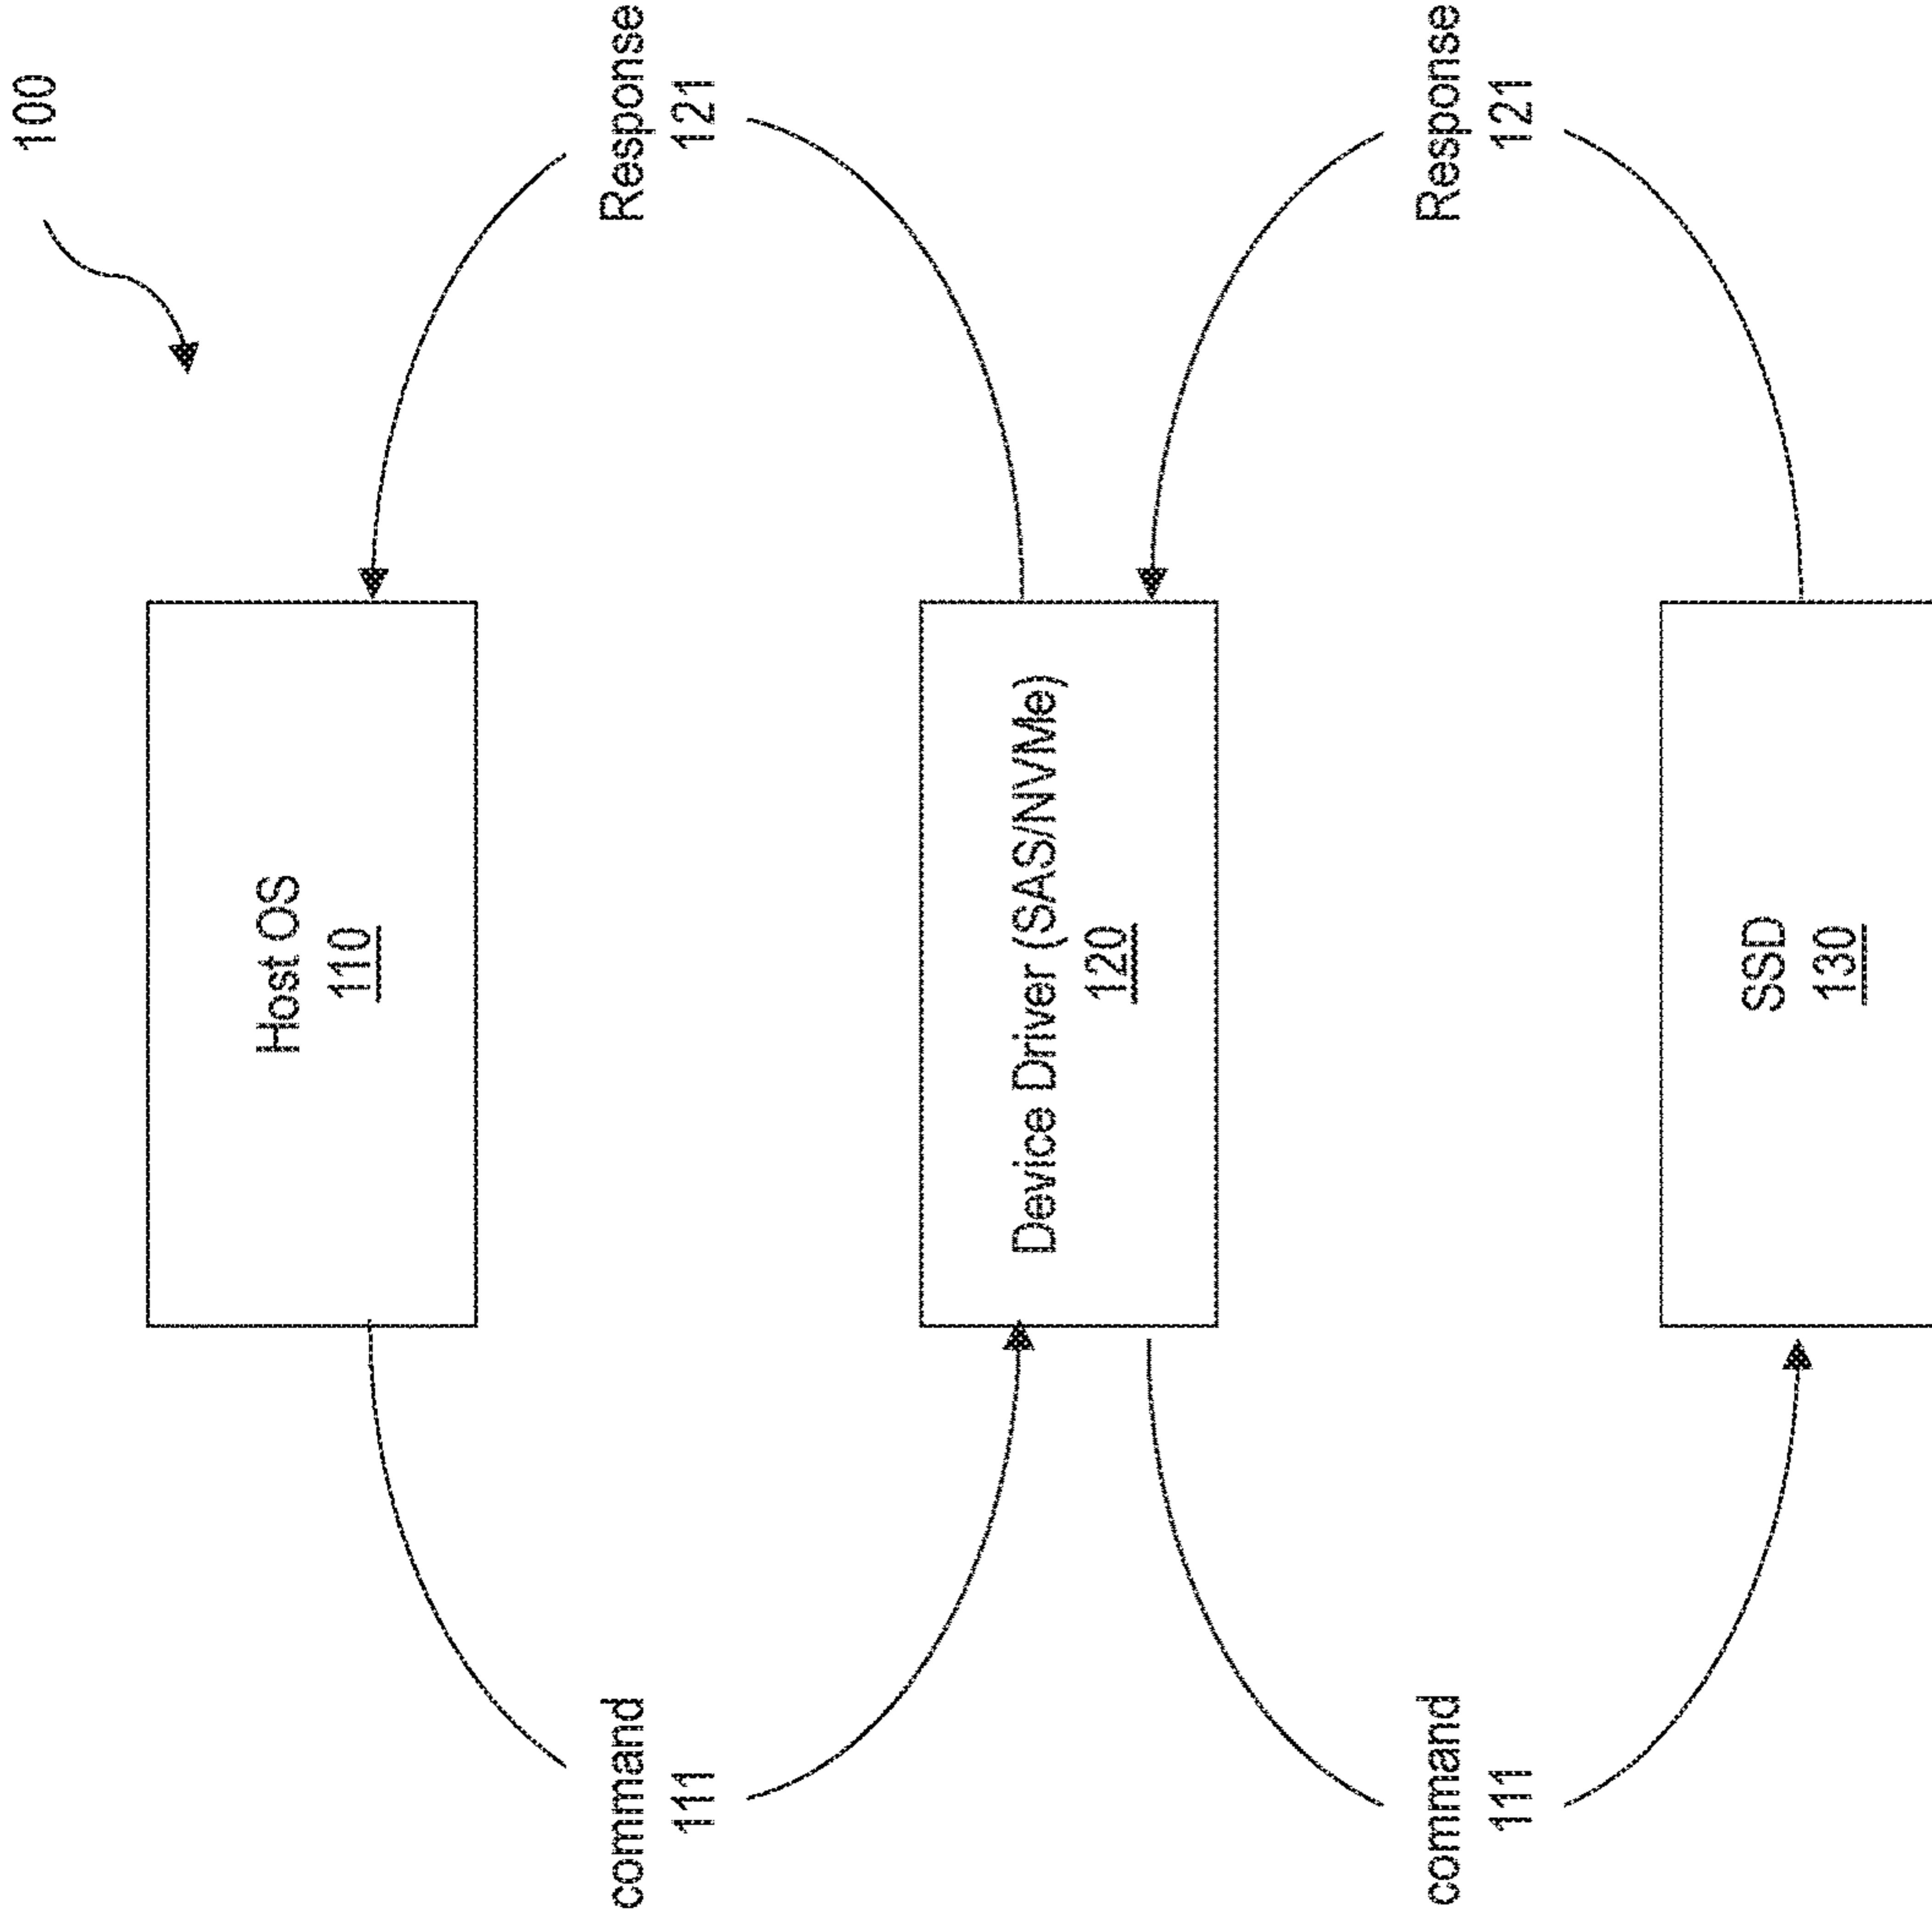 100
Host OS
110
command
111
Response
121
Device Driver (SAS/NVMe)
120
command
111
Response
121
SSD
130